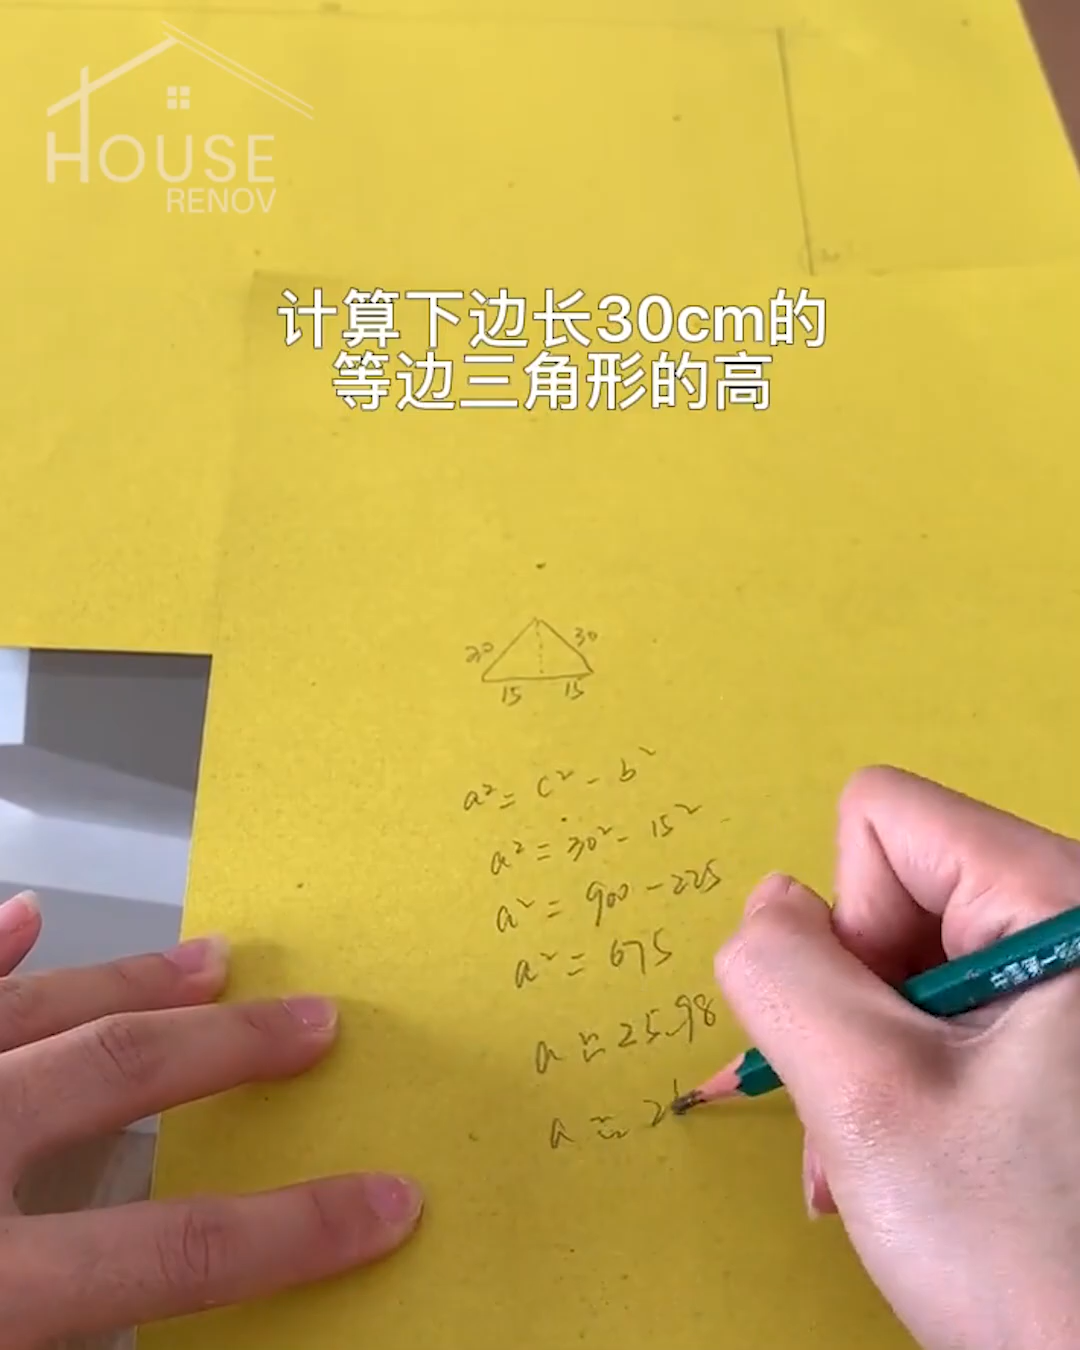 HOUSE
RENOV
计算下边长30cm的
等边三角形的高
30 30
15 15
a² = c² - b²
a² = 30² - 15²
a² = 900 - 225
a² = 675
a ≈ 25.98
a ≈ 26